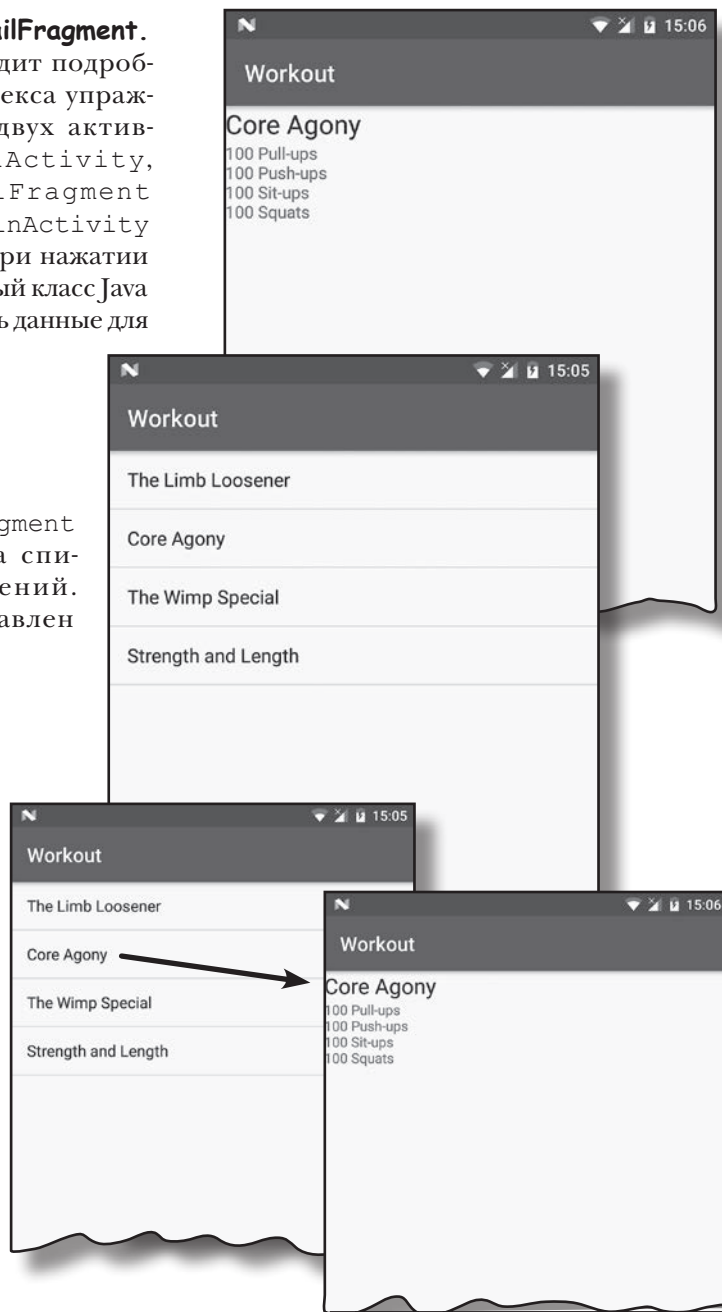 ilFragment.
дит подроб-
екса упраж-
двух актив-
nActivity,
lFragment
inActivity
ри нажатии
ый класс Java
ь данные для
15:06
Workout
Core Agony
100 Pull-ups
100 Push-ups
100 Sit-ups
100 Squats
gment
а спи-
ений.
авлен
15:05
Workout
The Limb Loosener
Core Agony
The Wimp Special
Strength and Length
15:05
Workout
The Limb Loosener
Core Agony
The Wimp Special
Strength and Length
15:06
Workout
Core Agony
100 Pull-ups
100 Push-ups
100 Sit-ups
100 Squats